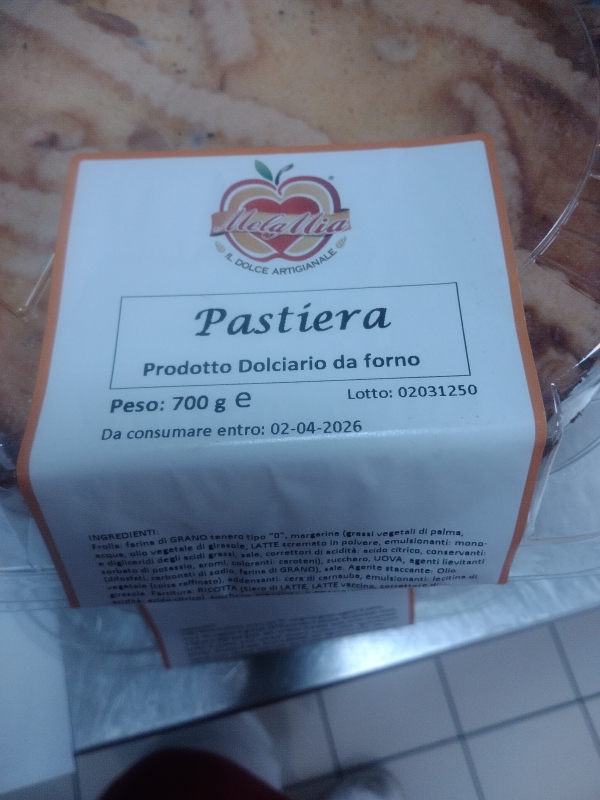 MelaMia
IL DOLCE ARTIGIANALE
Pastiera
Prodotto Dolciario da forno
Peso: 700 g e
Lotto: 02031250
Da consumare entro: 02-04-2026
INGREDIENTI:
Frolla: farina di GRANO tenero tipo "0", margarina (grassi vegetali di palma,
acqua, olio vegetale di girasole, LATTE scremato in polvere, emulsionanti: mono-
e digliceridi degli acidi grassi, sale, correttori di acidità: acido citrico, conservanti:
sorbato di potassio, aromi, coloranti: caroteni), zucchero, UOVA, agenti lievitanti
(difosfati, carbonati di sodio, farina di GRANO), sale. Agente staccante: Olio
vegetale (colza raffinato), addensanti: cera di carnauba, emulsionanti: lecitina di
girasole. Farcitura: RICOTTA (Siero di LATTE, LATTE vaccino, correttore di